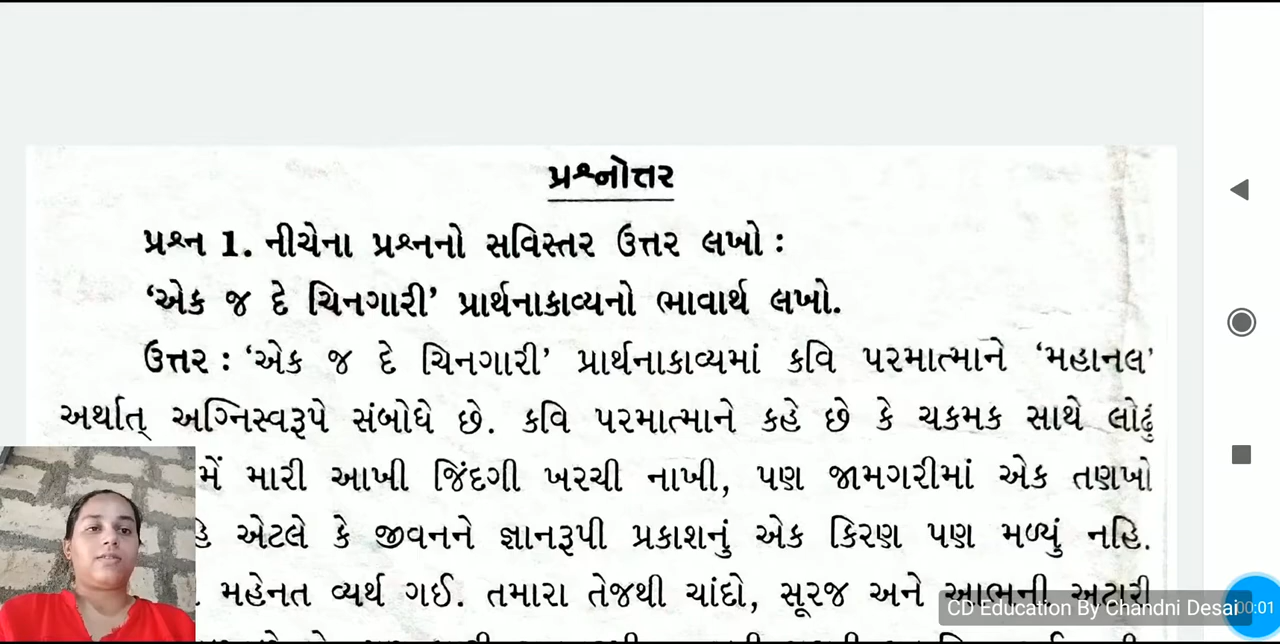 પ્રશ્નોત્તર
પ્રશ્ન 1. નીચેના પ્રશ્નનો સવિસ્તર ઉત્તર લખો :
‘એક જ દે ચિનગારી’ પ્રાર્થનાકાવ્યનો ભાવાર્થ લખો.
ઉત્તર : ‘એક જ દે ચિનગારી’ પ્રાર્થનાકાવ્યમાં કવિ પરમાત્માને ‘મહાનલ’
અર્થાત્ અગ્નિસ્વરૂપે સંબોધે છે. કવિ પરમાત્માને કહે છે કે ચકમક સાથે લોઢું
મેં મારી આખી જિંદગી ખરચી નાખી, પણ જામગરીમાં એક તણખો
એટલે કે જીવનને જ્ઞાનરૂપી પ્રકાશનું એક કિરણ પણ મળ્યું નહિ.
મહેનત વ્યર્થ ગઈ. તમારા તેજથી ચાંદો, સૂરજ અને આભની અટારી
CD Education By Chandni Desai
00:01